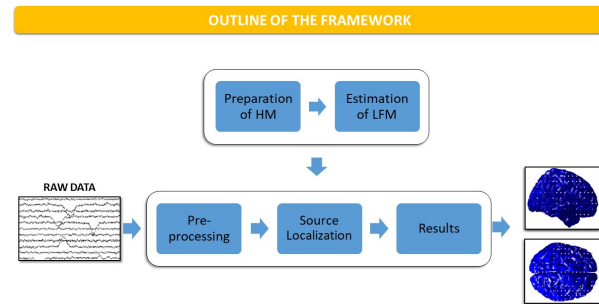 OUTLINE OF THE FRAMEWORK
Preparation
of HM
Estimation
of LFM
RAW DATA
Pre-
processing
Source
Localization
Results